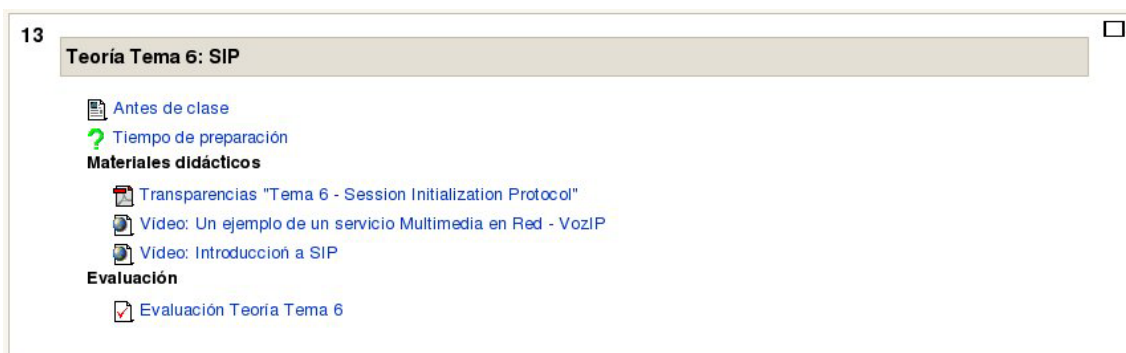 13
Teoría Tema 6: SIP
Antes de clase
Tiempo de preparación
Materiales didácticos
Transparencias "Tema 6 - Session Initialization Protocol"
Vídeo: Un ejemplo de un servicio Multimedia en Red - VozIP
Vídeo: Introduccioń a SIP
Evaluación
Evaluación Teoría Tema 6